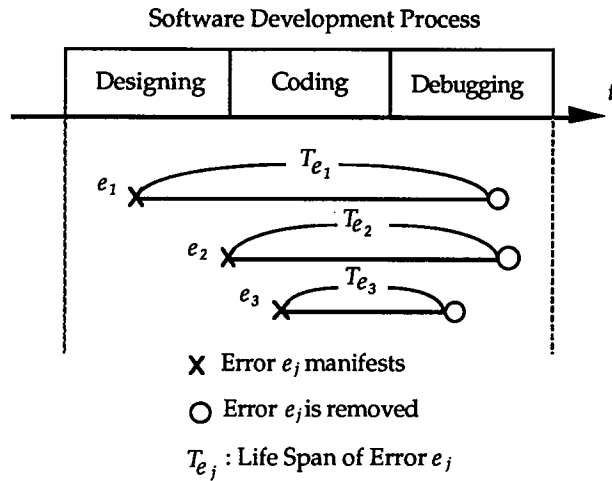 Software Development Process
Designing Coding Debugging
t
T_{e_1}
e_1
T_{e_2}
e_2
T_{e_3}
e_3
X Error e_j manifests
O Error e_j is removed
T_{e_j} : Life Span of Error e_j